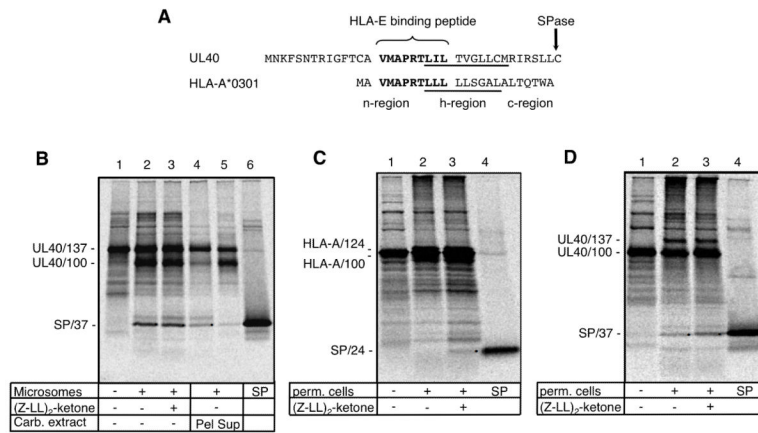 A
HLA-E binding peptide
SPase
UL40 MNKFSNTRIGFTCA VMAPRTLIL TVGLLCMRIRSLLC
HLA-A*0301 MA VMAPRTLLL LLSGALALTQTWA
n-region h-region c-region
B
1 2 3 4 5 6
UL40/137 -
UL40/100 -
SP/37 -
Microsomes - + + + SP
(Z-LL)2-ketone - +
Carb. extract Pel Sup
C
1 2 3 4
HLA-A/124
HLA-A/100
SP/24 -
perm. cells - + + SP
(Z-LL)2-ketone - +
D
1 2 3 4
UL40/137 -
UL40/100 -
SP/37 -
perm. cells - + + SP
(Z-LL)2-ketone - +